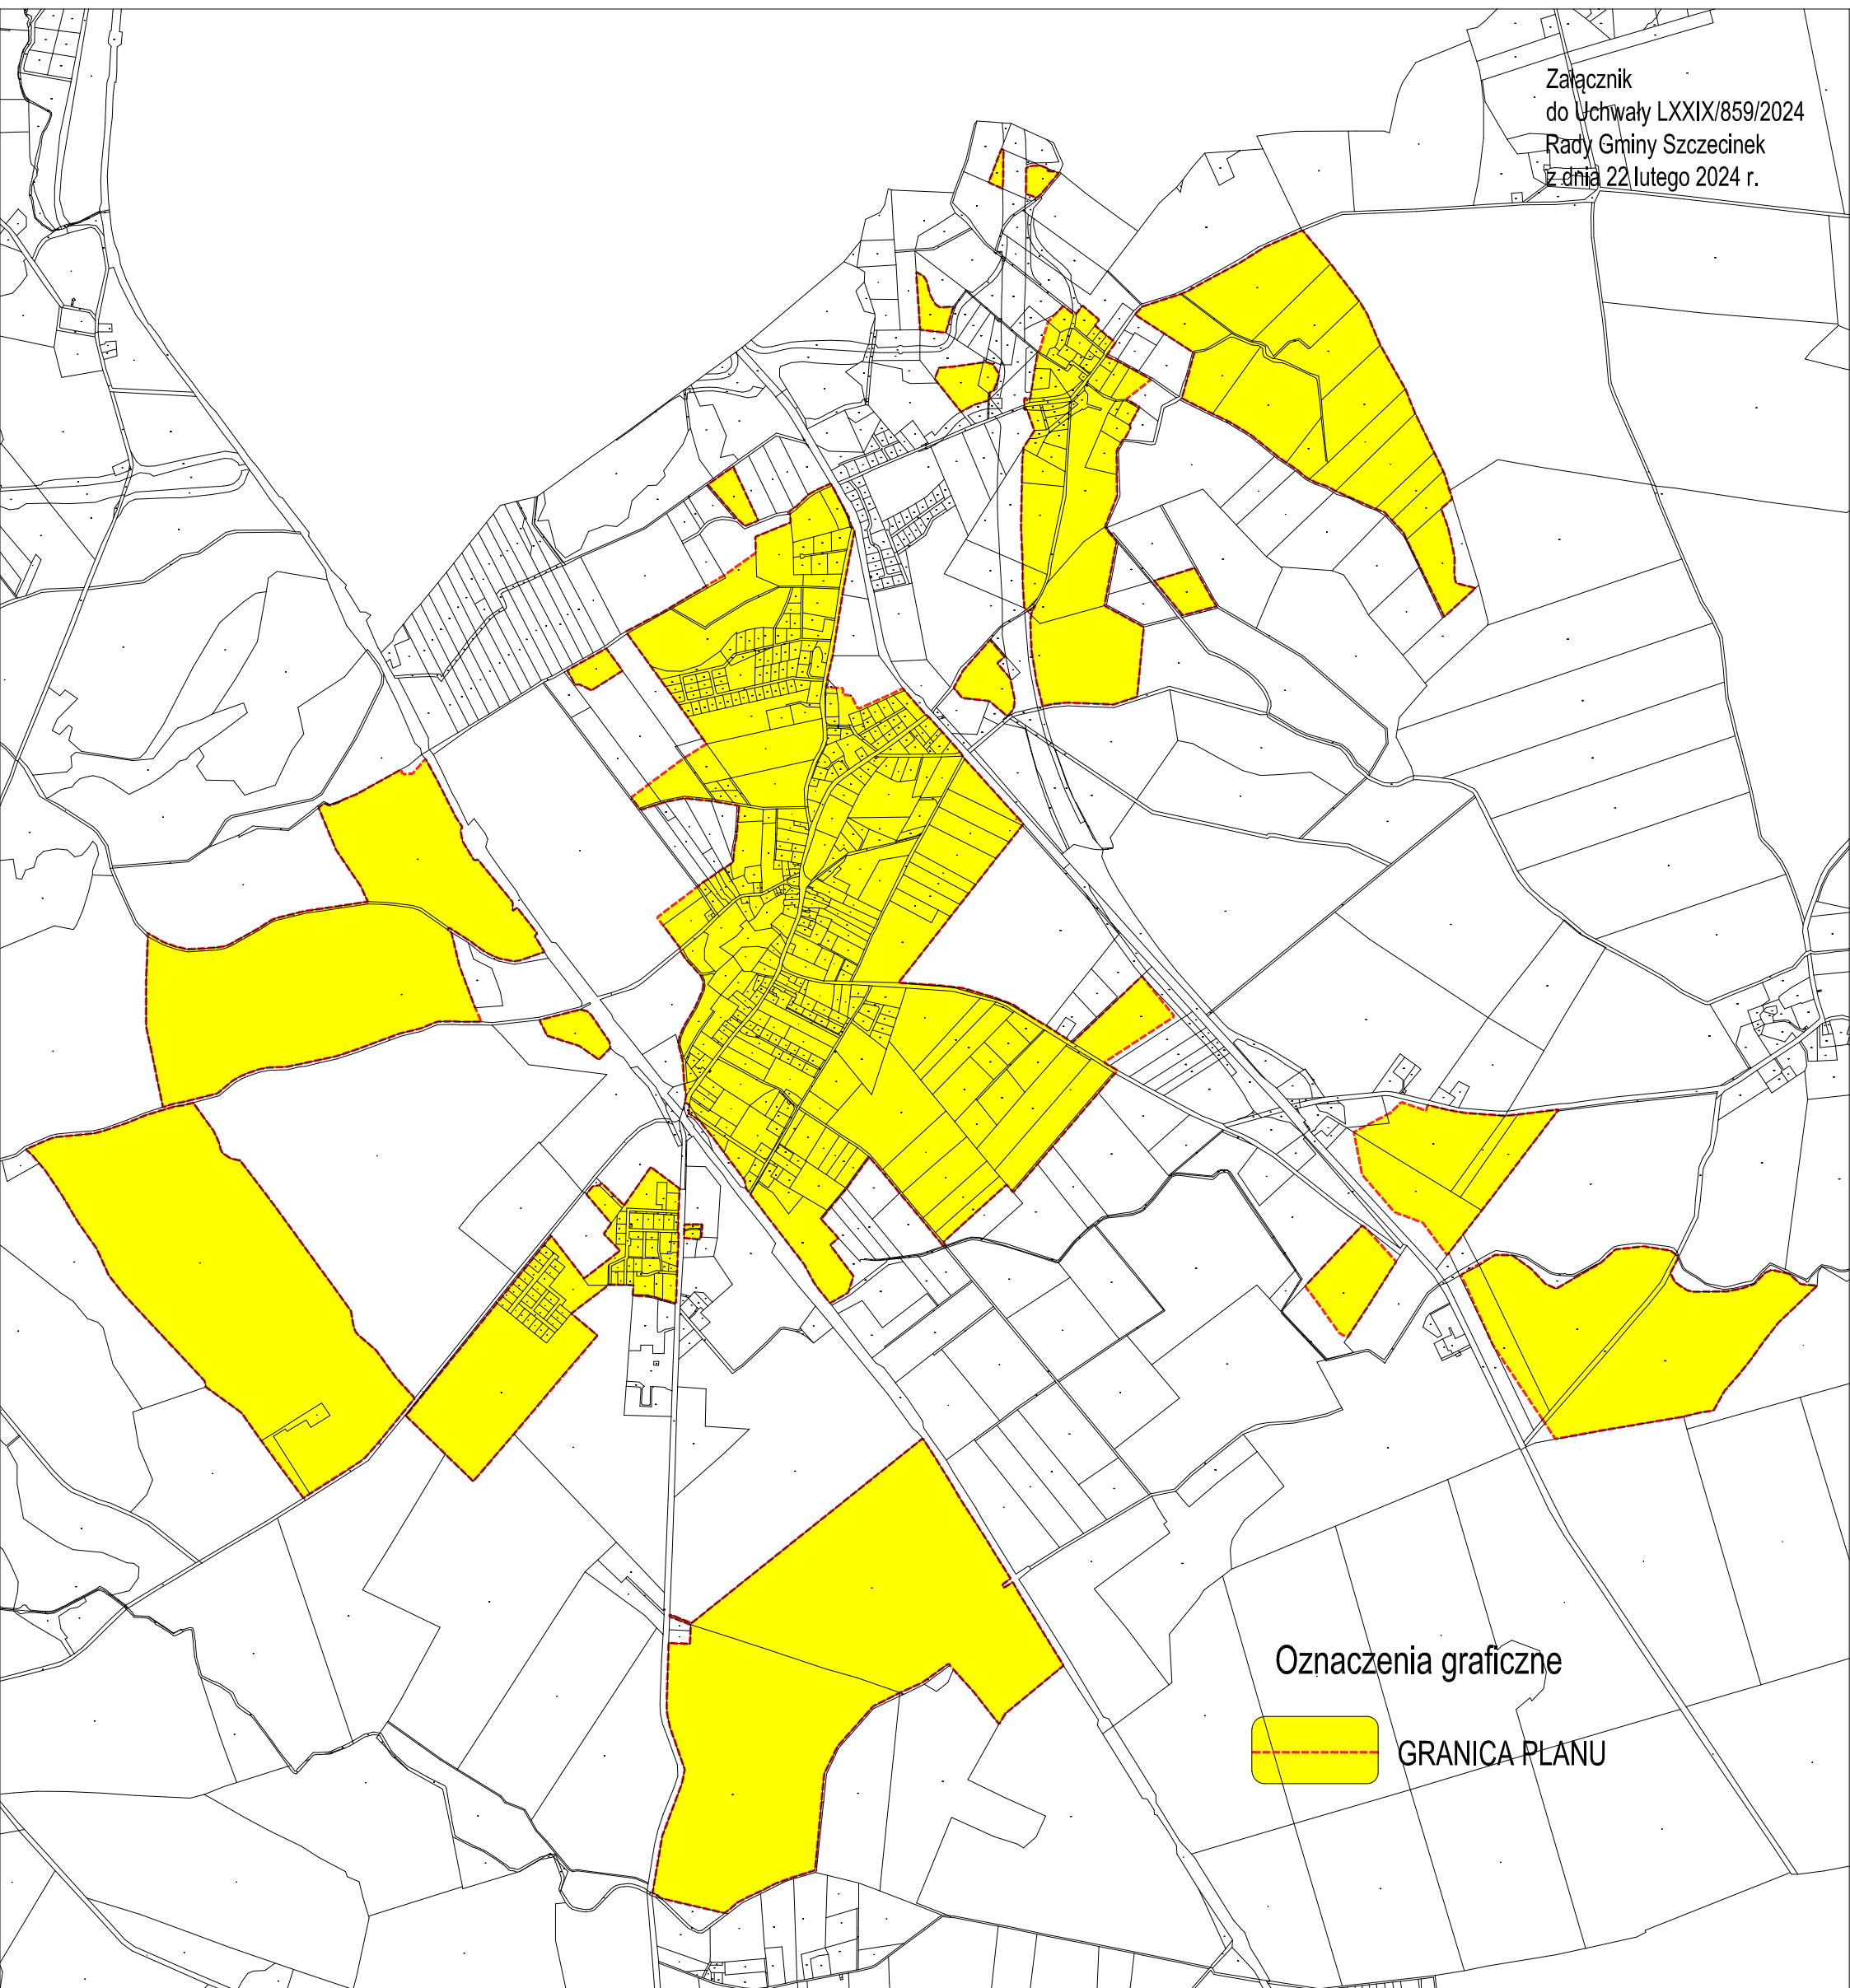 Załącznik
do Uchwały LXXIX/859/2024
Rady Gminy Szczecinek
z dnia 22 lutego 2024 r.
Oznaczenia graficzne
GRANICA PLANU